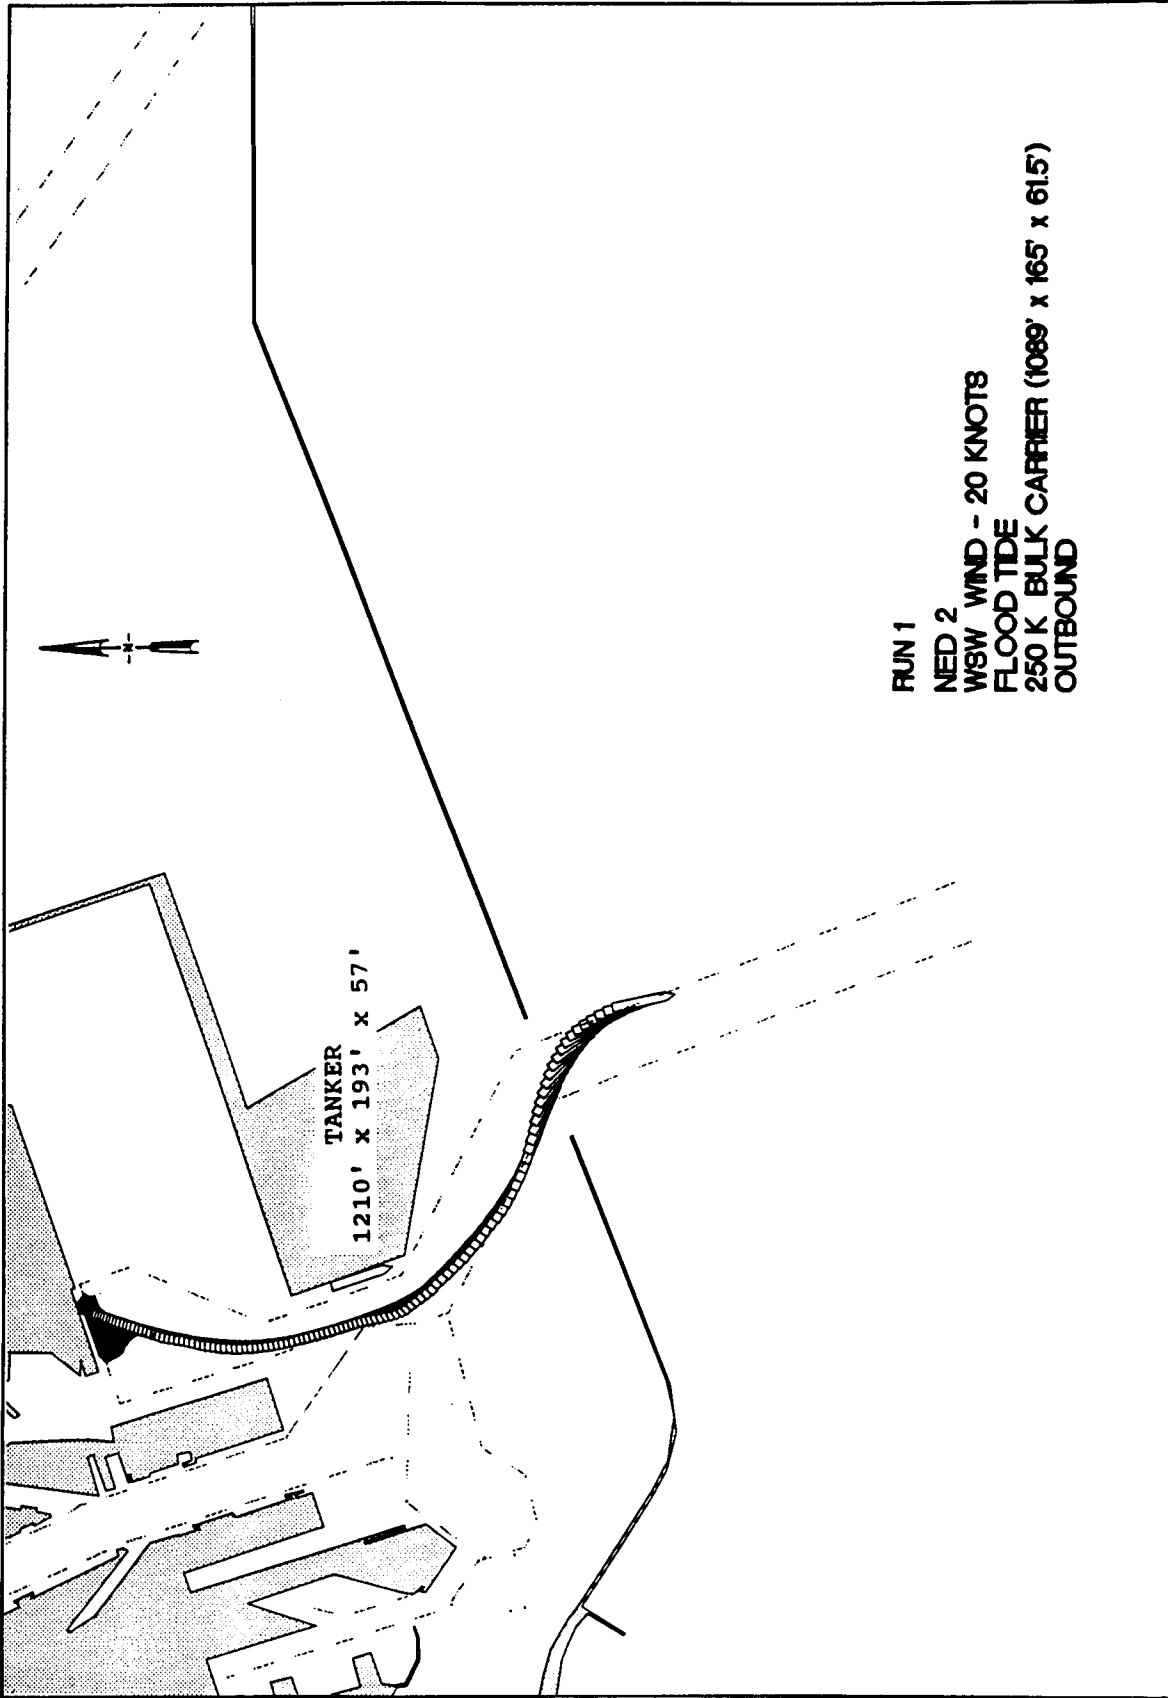 TANKER
1210' x 193' x 57'
RUN 1
NED 2
WSW WIND - 20 KNOTS
FLOOD TIDE
250 K BULK CARRIER (1089' x 165' x 61.5')
OUTBOUND
-N-